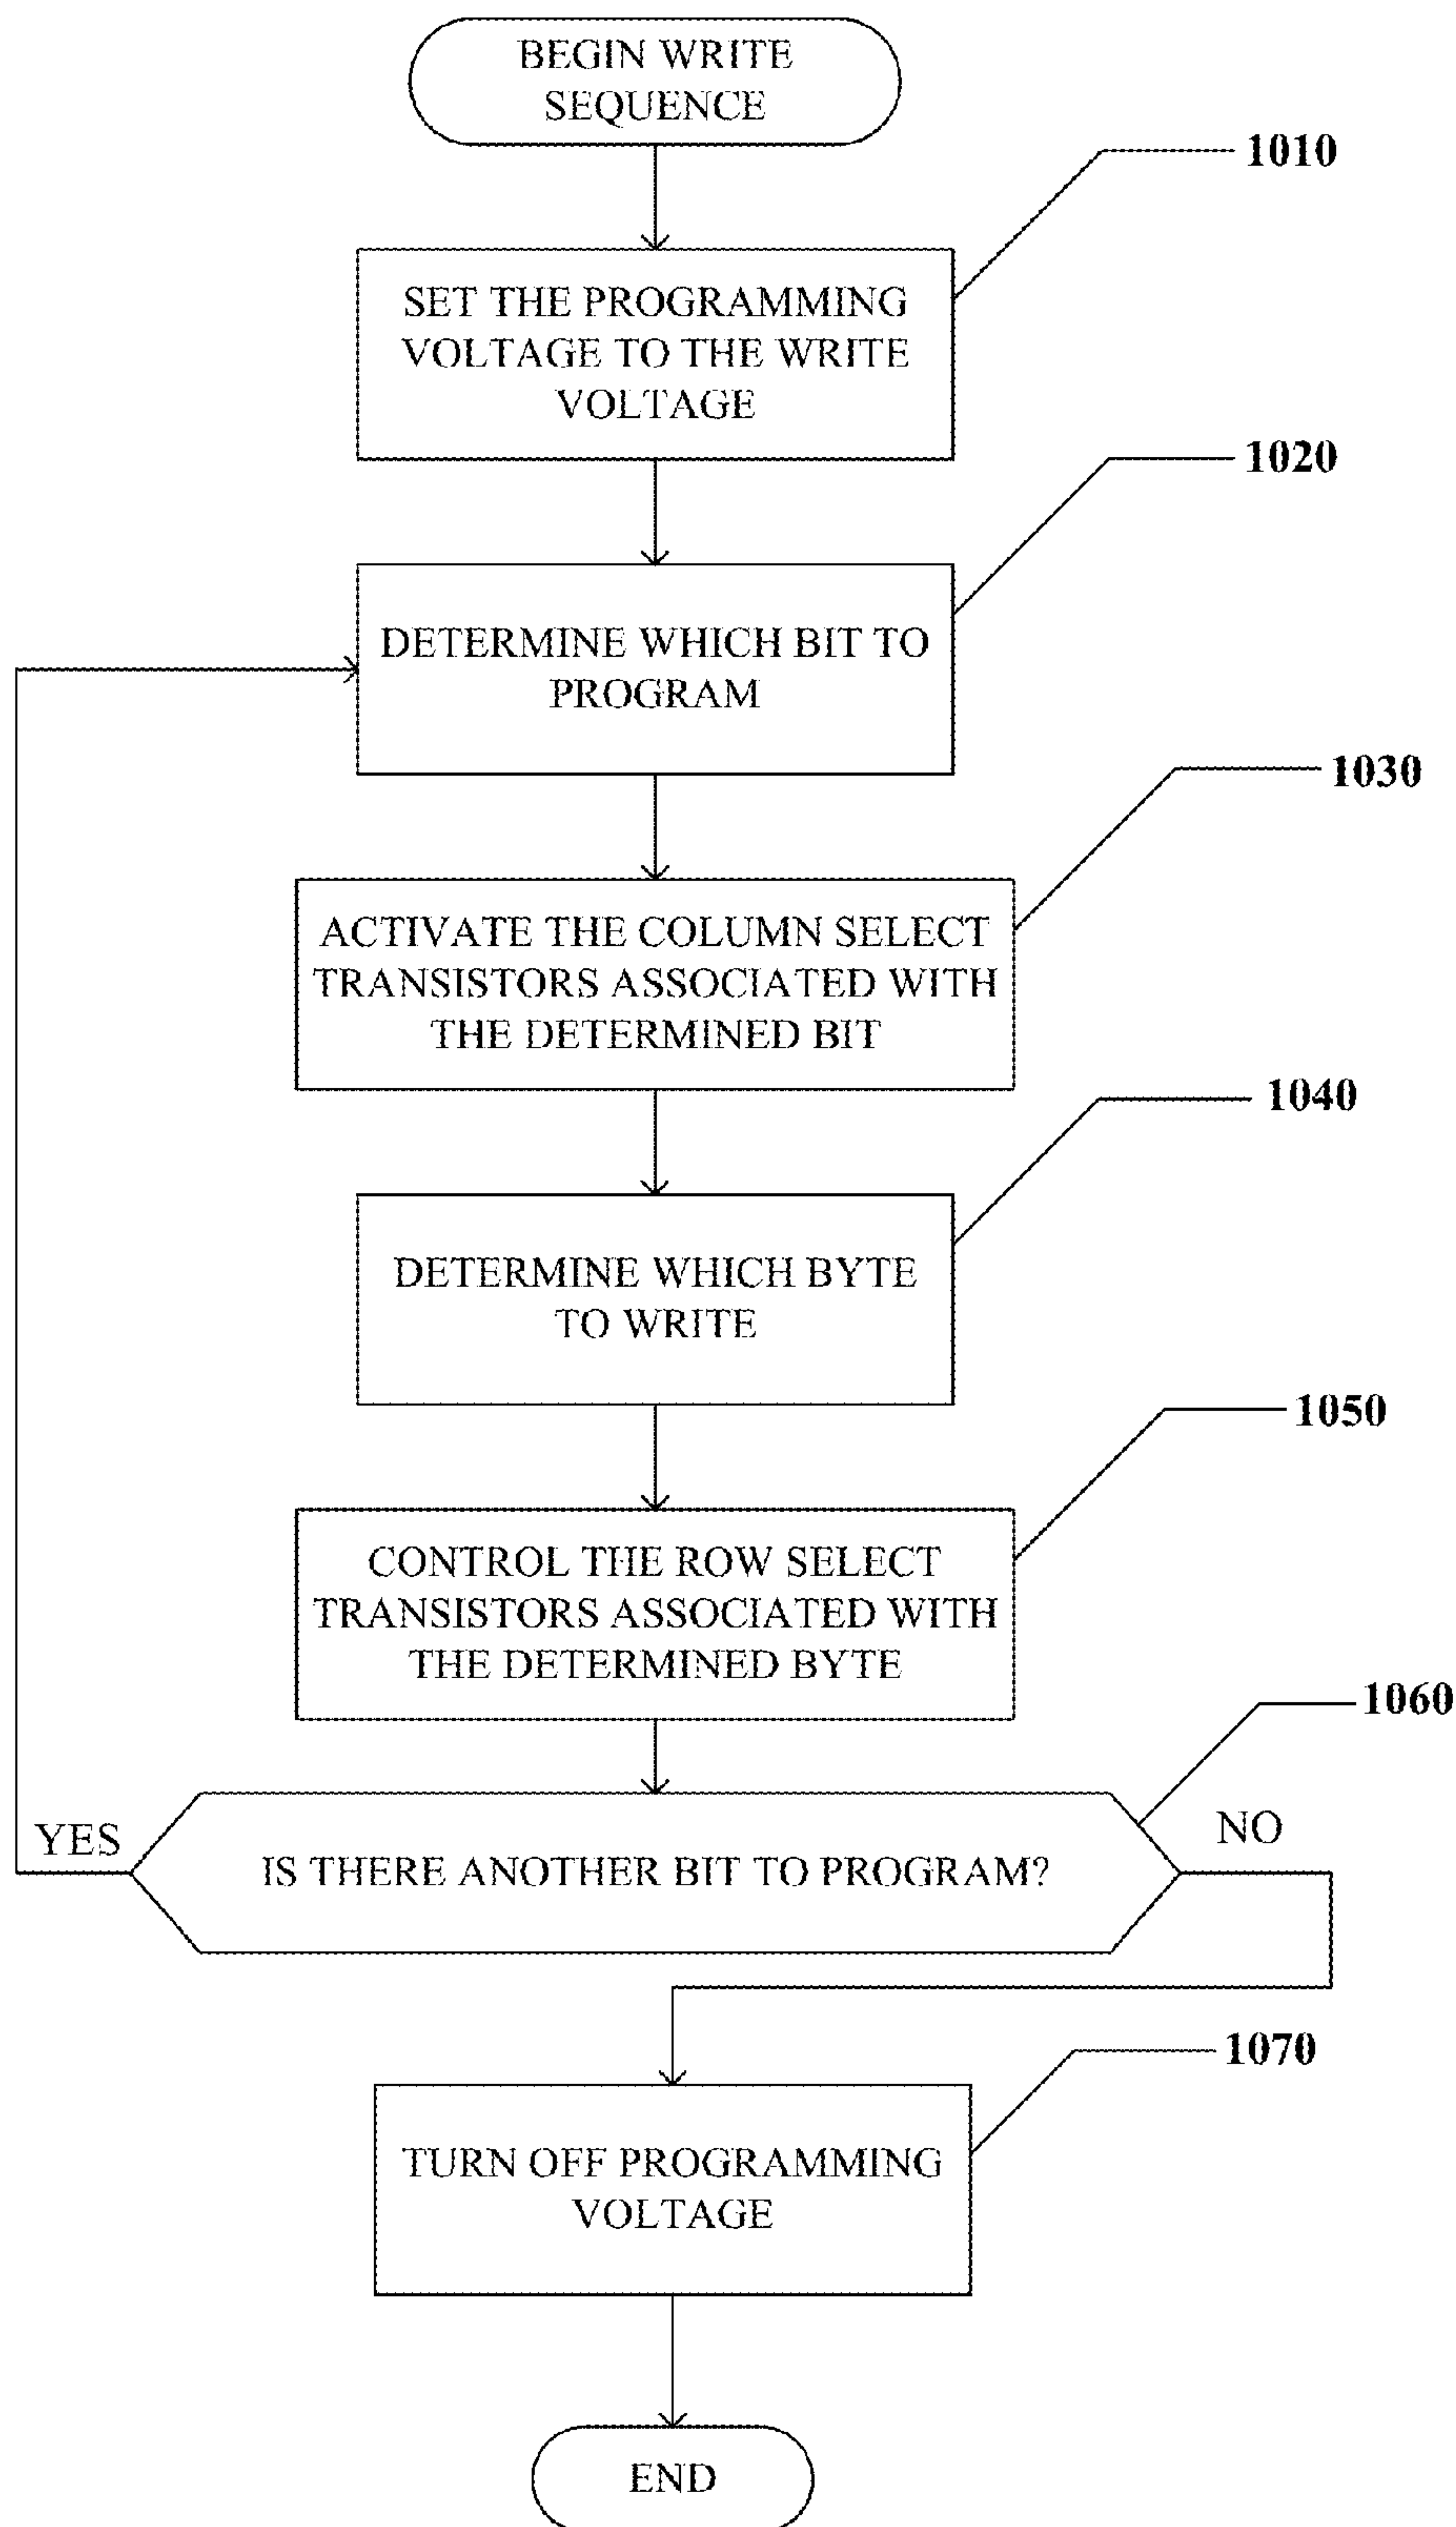 BEGIN WRITE
SEQUENCE
1010
SET THE PROGRAMMING
VOLTAGE TO THE WRITE
VOLTAGE
1020
DETERMINE WHICH BIT TO
PROGRAM
1030
ACTIVATE THE COLUMN SELECT
TRANSISTORS ASSOCIATED WITH
THE DETERMINED BIT
1040
DETERMINE WHICH BYTE
TO WRITE
1050
CONTROL THE ROW SELECT
TRANSISTORS ASSOCIATED WITH
THE DETERMINED BYTE
1060
YES
NO
IS THERE ANOTHER BIT TO PROGRAM?
1070
TURN OFF PROGRAMMING
VOLTAGE
END